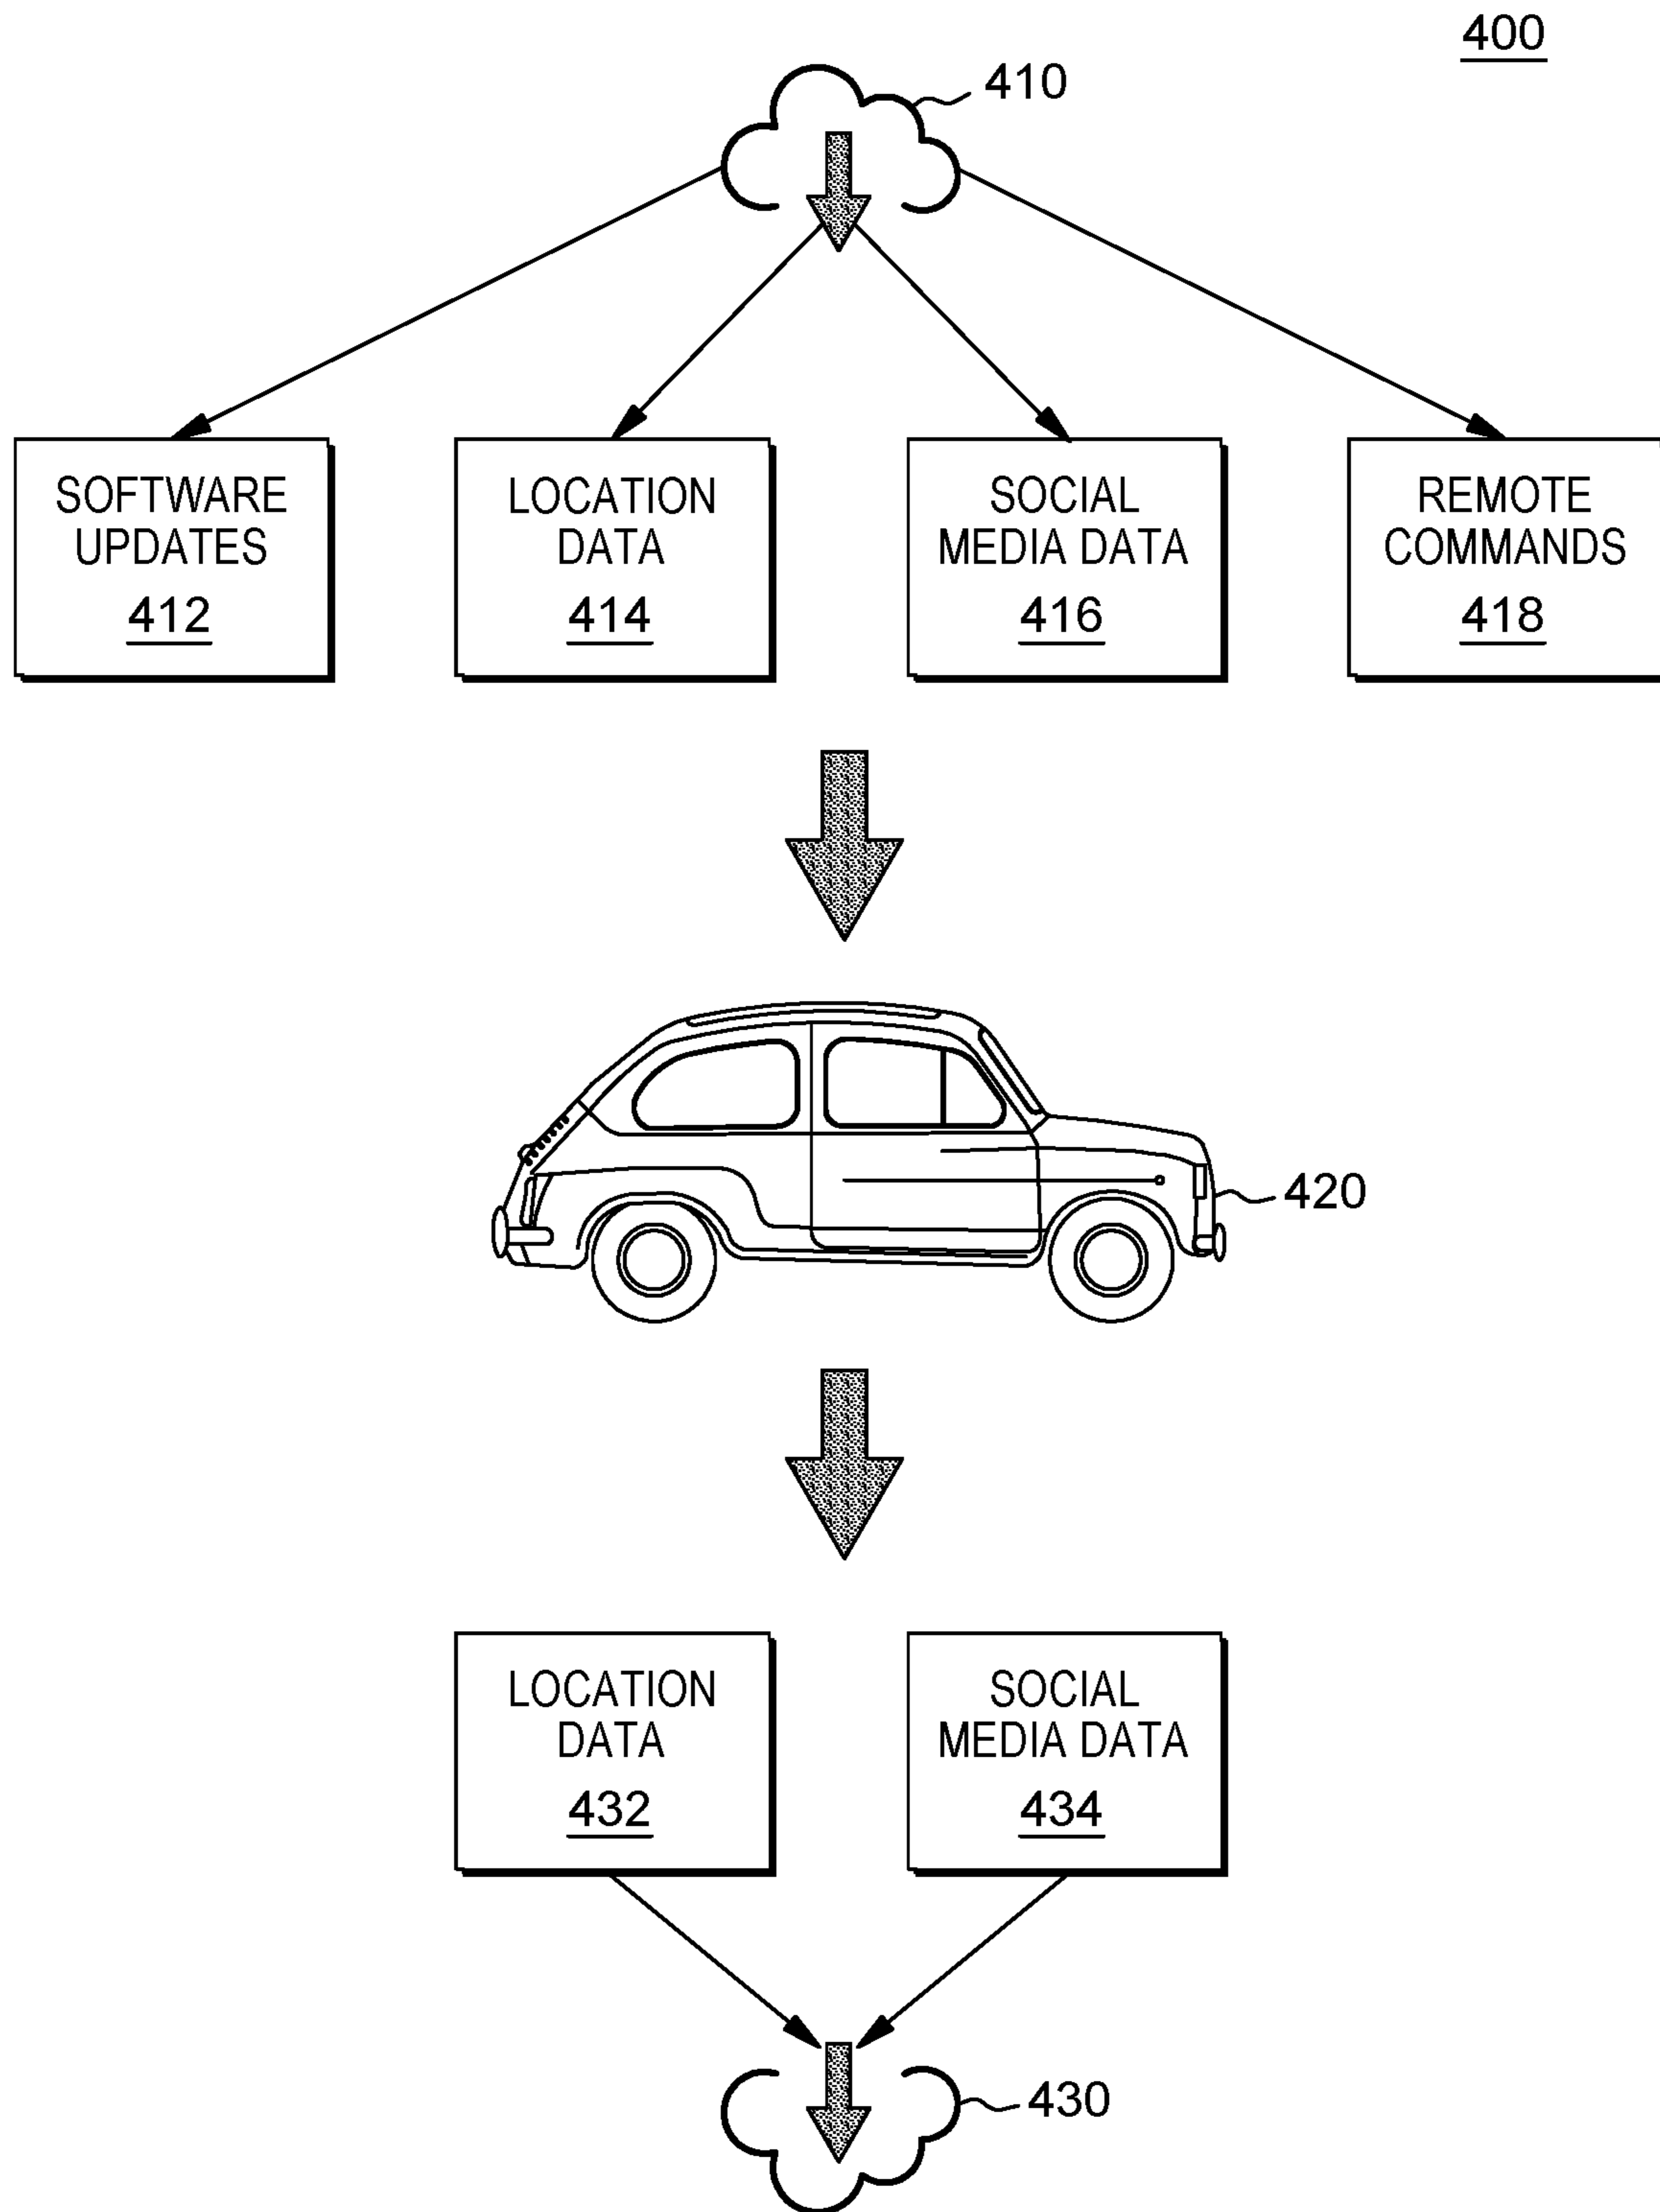 400
410
SOFTWARE
UPDATES
412
LOCATION
DATA
414
SOCIAL
MEDIA DATA
416
REMOTE
COMMANDS
418
420
LOCATION
DATA
432
SOCIAL
MEDIA DATA
434
430